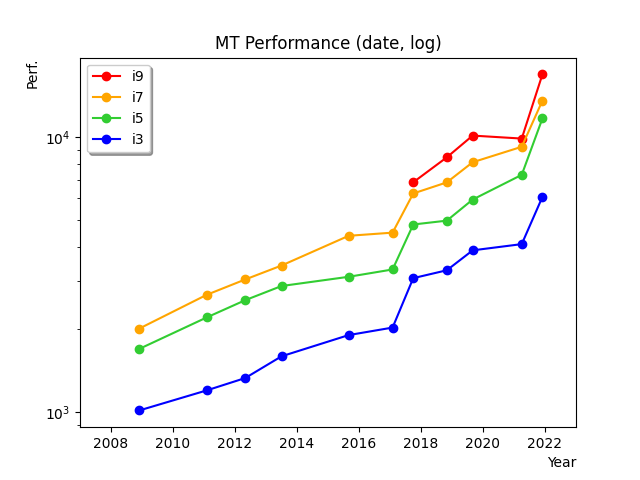 MT Performance (date, log)
Perf.
i9
i7
i5
i3
10⁴
10³
2008 2010 2012 2014 2016 2018 2020 2022
Year